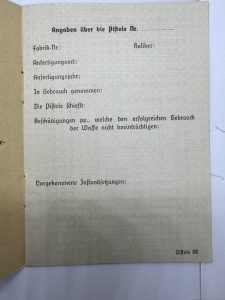 Angaben über die Pistole Nr. ............
Fabrik-Nr: Kaliber:
Anfertigungsort:
Anfertigungsjahr:
In Gebrauch genommen:
Die Pistole schießt:
Beschädigungen pp., welche den erfolgreichen Gebrauch
der Waffe nicht beeinträchtigen:
Vorgekommene Instandsetzungen:
Pistole 08